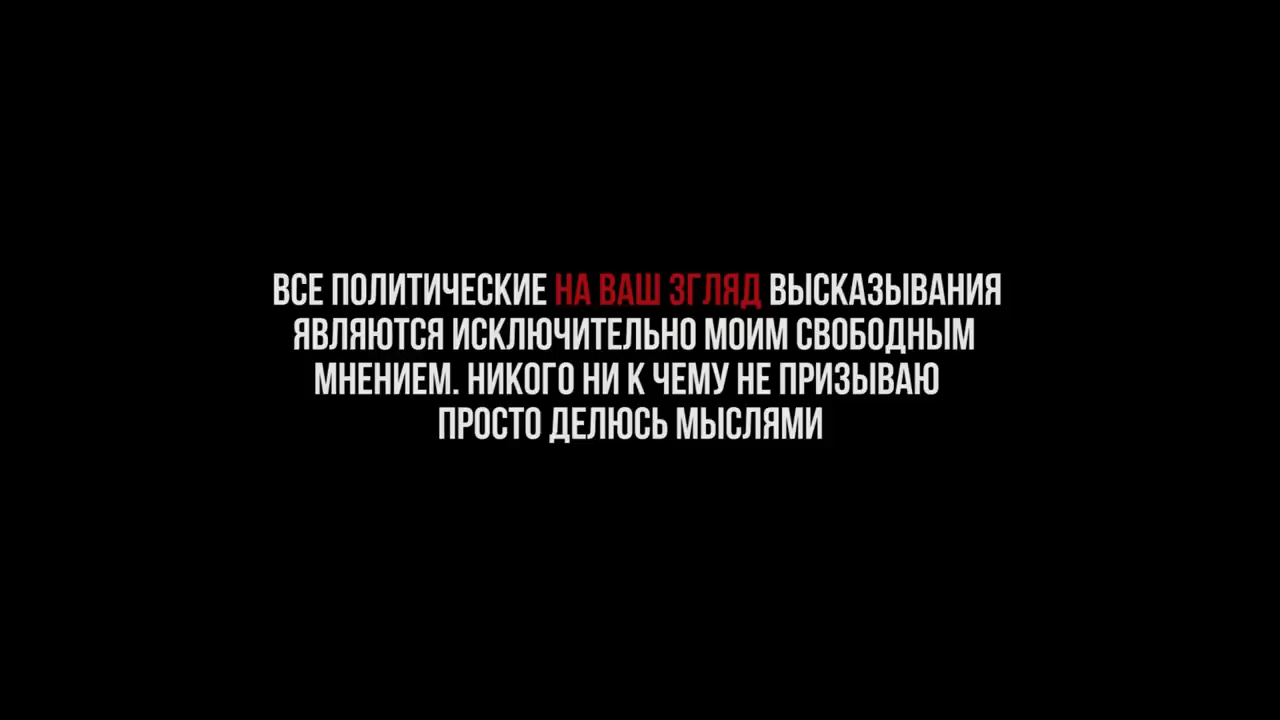 ВСЕ ПОЛИТИЧЕСКИЕ НА ВАШ ЗГЛЯД ВЫСКАЗЫВАНИЯ
ЯВЛЯЮТСЯ ИСКЛЮЧИТЕЛЬНО МОИМ СВОБОДНЫМ
МНЕНИЕМ. НИКОГО НИ К ЧЕМУ НЕ ПРИЗЫВАЮ
ПРОСТО ДЕЛЮСЬ МЫСЛЯМИ